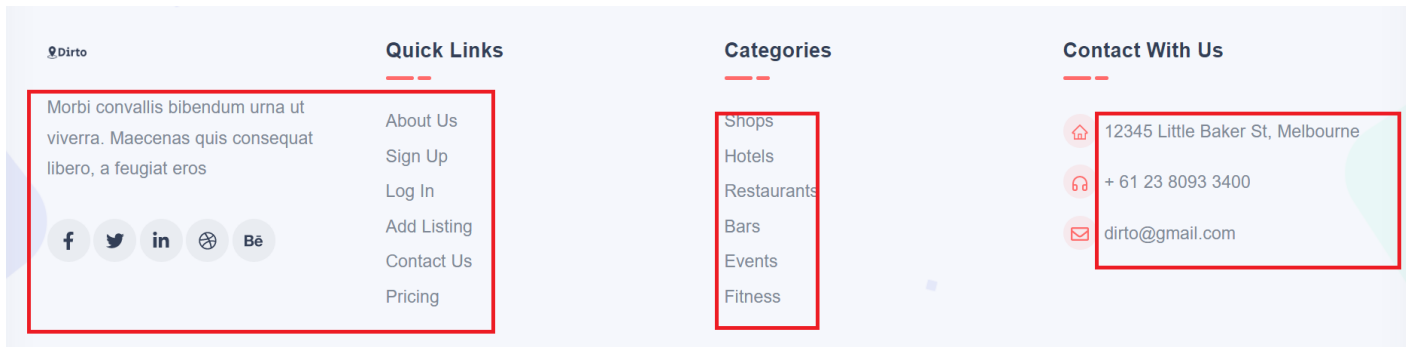 Dirto
Morbi convallis bibendum urna ut
viverra. Maecenas quis consequat
libero, a feugiat eros
Bē
Quick Links
About Us
Sign Up
Log In
Add Listing
Contact Us
Pricing
Categories
Shops
Hotels
Restaurants
Bars
Events
Fitness
Contact With Us
12345 Little Baker St, Melbourne
+ 61 23 8093 3400
dirto@gmail.com